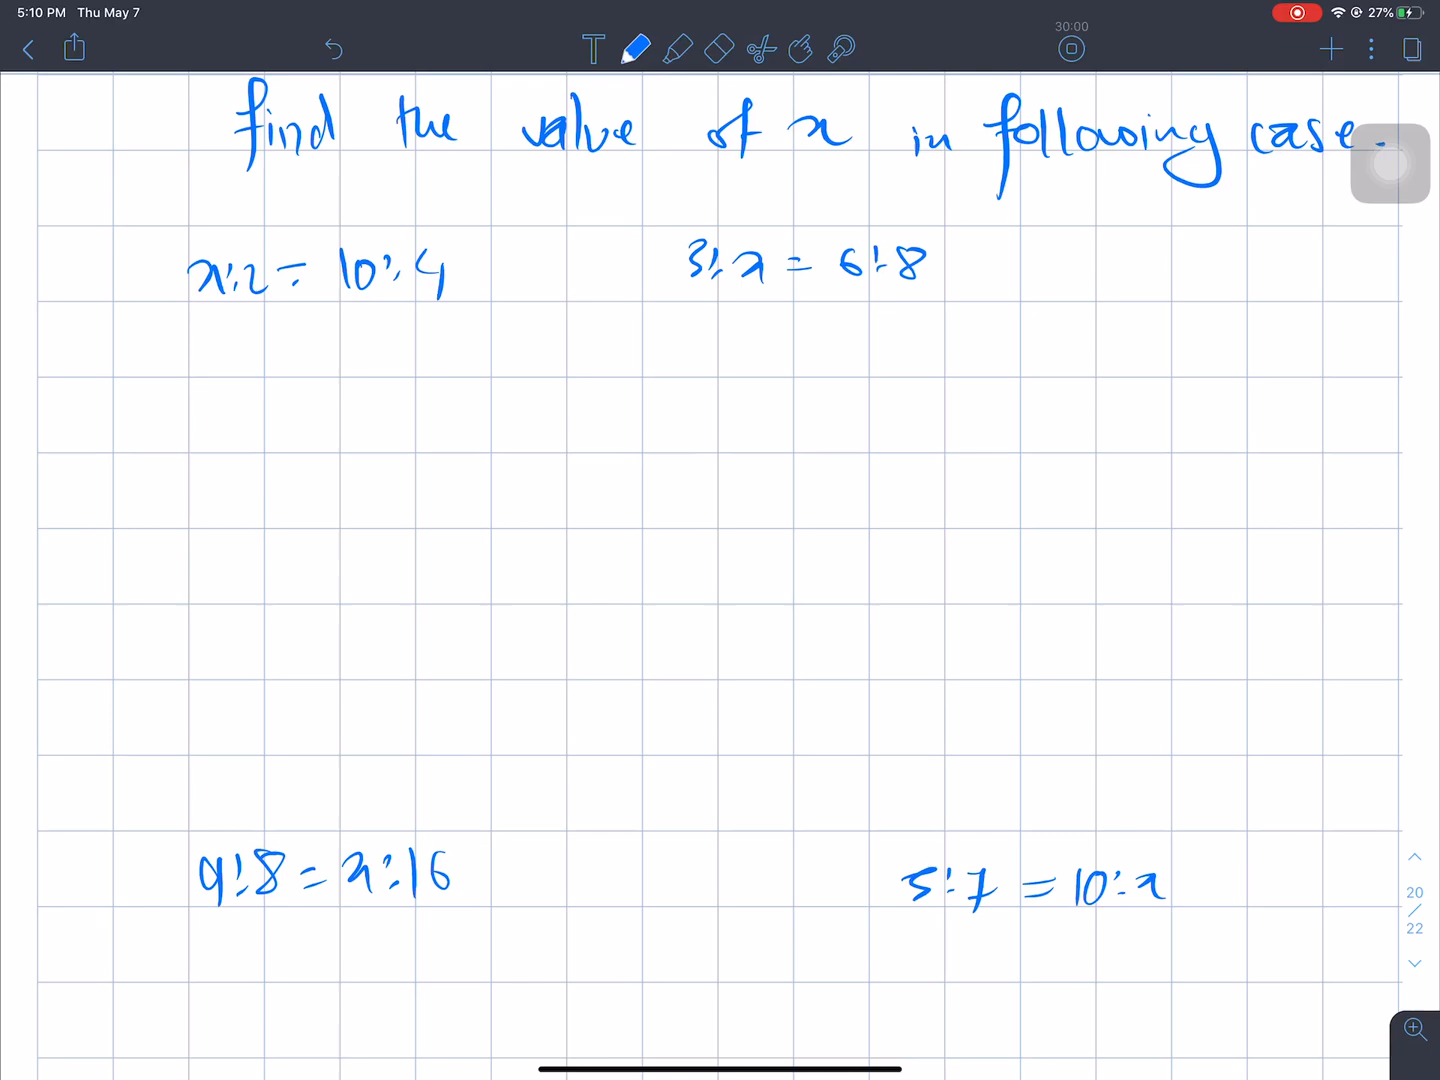 5:10 PM Thu May 7
27%
30:00
T
find the value of x in following case.
x:2 = 10:4
3:x = 6:8
9:8 = x:16
5:7 = 10:x
20
/
22